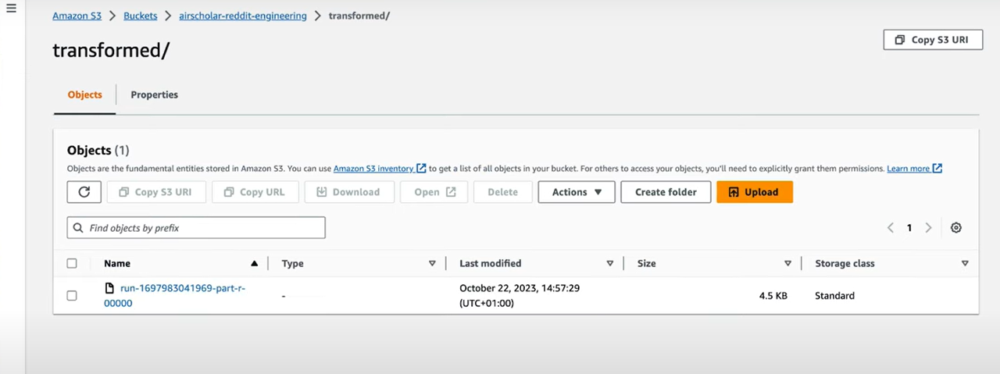 Amazon S3 > Buckets > airscholar-reddit-engineering > transformed/
transformed/
Copy S3 URI
Objects Properties
Objects (1)
Objects are the fundamental entities stored in Amazon S3. You can use Amazon S3 inventory to get a list of all objects in your bucket. For others to access your objects, you'll need to explicitly grant them permissions. Learn more
Copy S3 URI Copy URL Download Open Delete Actions Create folder Upload
Find objects by prefix
1
Name Type Last modified Size Storage class
run-1697983041969-part-r-
00000
-
October 22, 2023, 14:57:29
(UTC+01:00)
4.5 KB
Standard